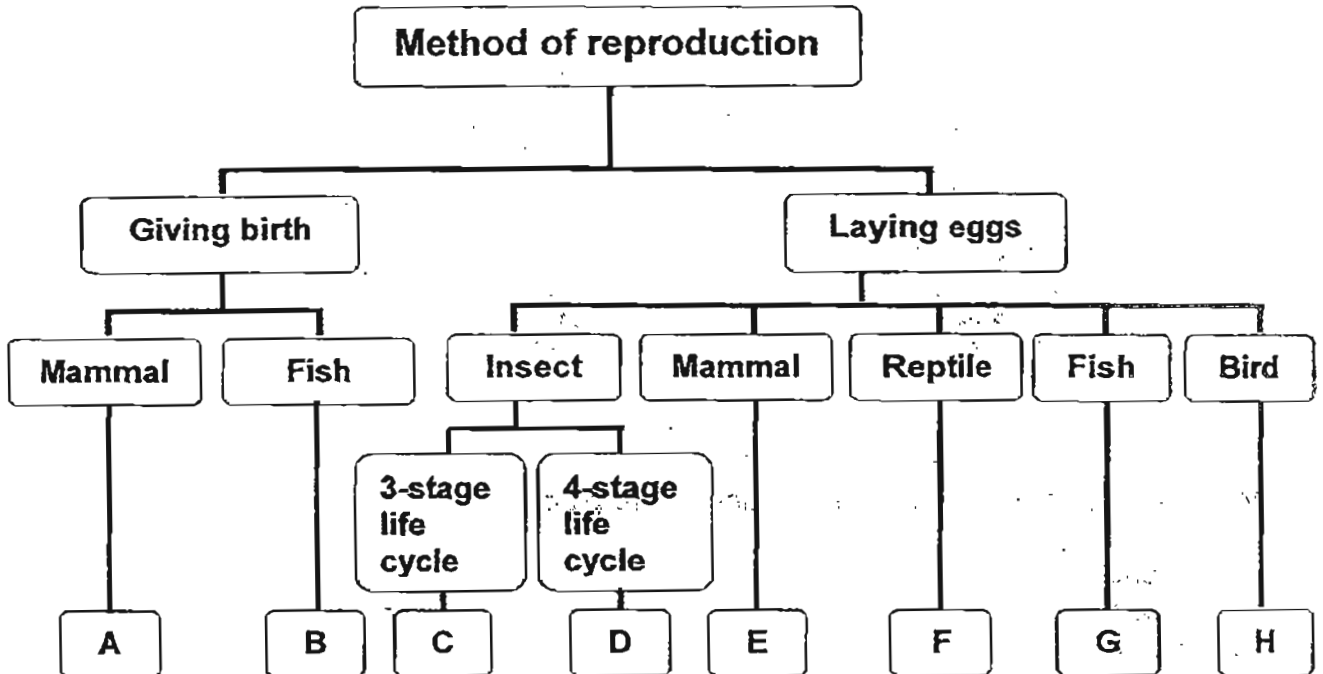 Method of reproduction
Giving birth
Laying eggs
Mammal
Fish
Insect
Mammal
Reptile
Fish
Bird
3-stage
life
cycle
4-stage
life
cycle
A
B
C
D
E
F
G
H